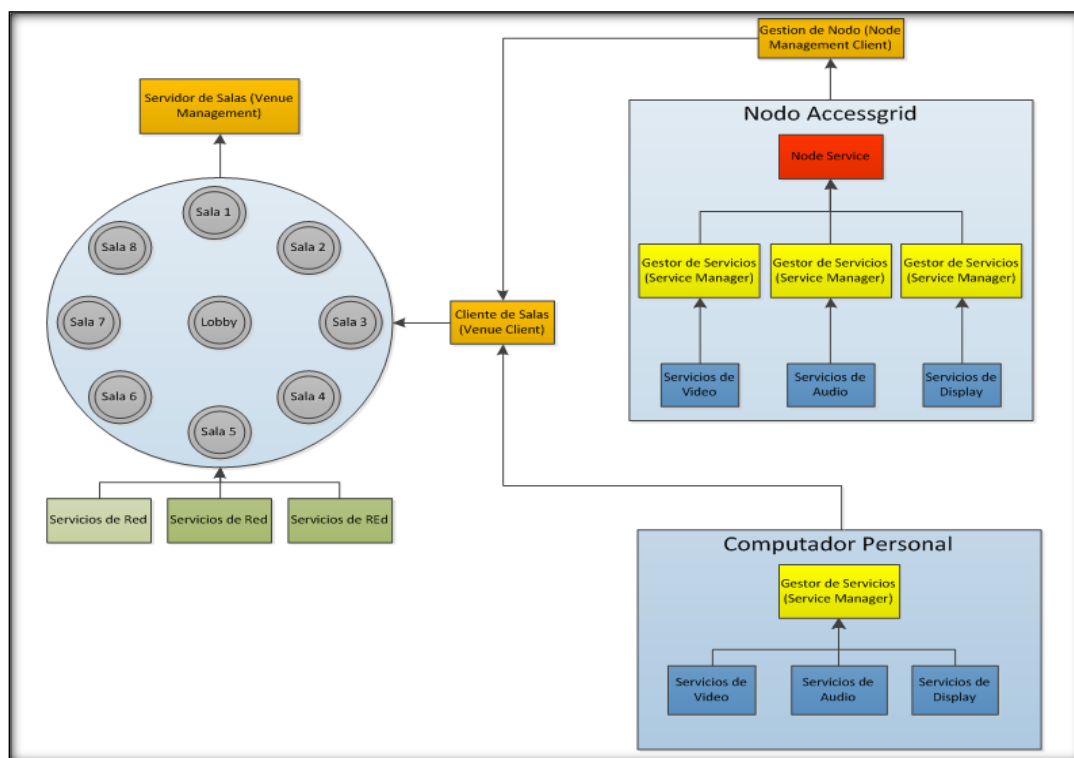 Gestion de Nodo (Node
Management Client)
Servidor de Salas (Venue
Management)
Nodo Accessgrid
Node Service
Sala 1
Sala 8
Sala 2
Sala 7
Lobby
Sala 3
Sala 6
Sala 4
Sala 5
Gestor de Servicios
(Service Manager)
Gestor de Servicios
(Service Manager)
Gestor de Servicios
(Service Manager)
Cliente de Salas
(Venue Client)
Servicios de
Video
Servicios de
Audio
Servicios de
Display
Servicios de Red
Servicios de Red
Servicios de REd
Computador Personal
Gestor de Servicios
(Service Manager)
Servicios de
Video
Servicios de
Audio
Servicios de
Display